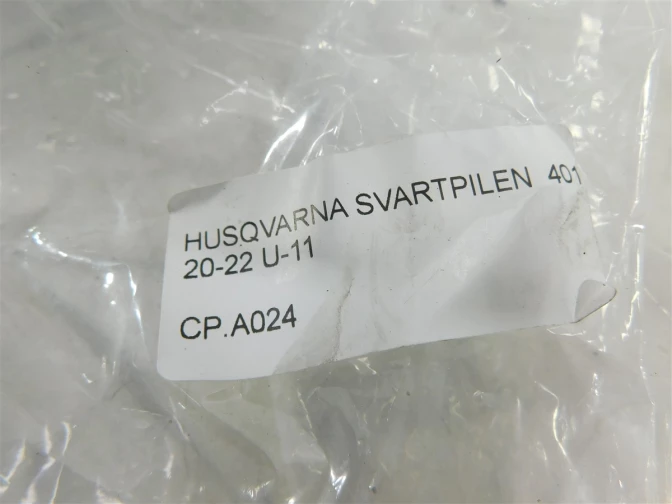 HUSQVARNA SVARTPILEN 401
20-22 U-11
CP.A024